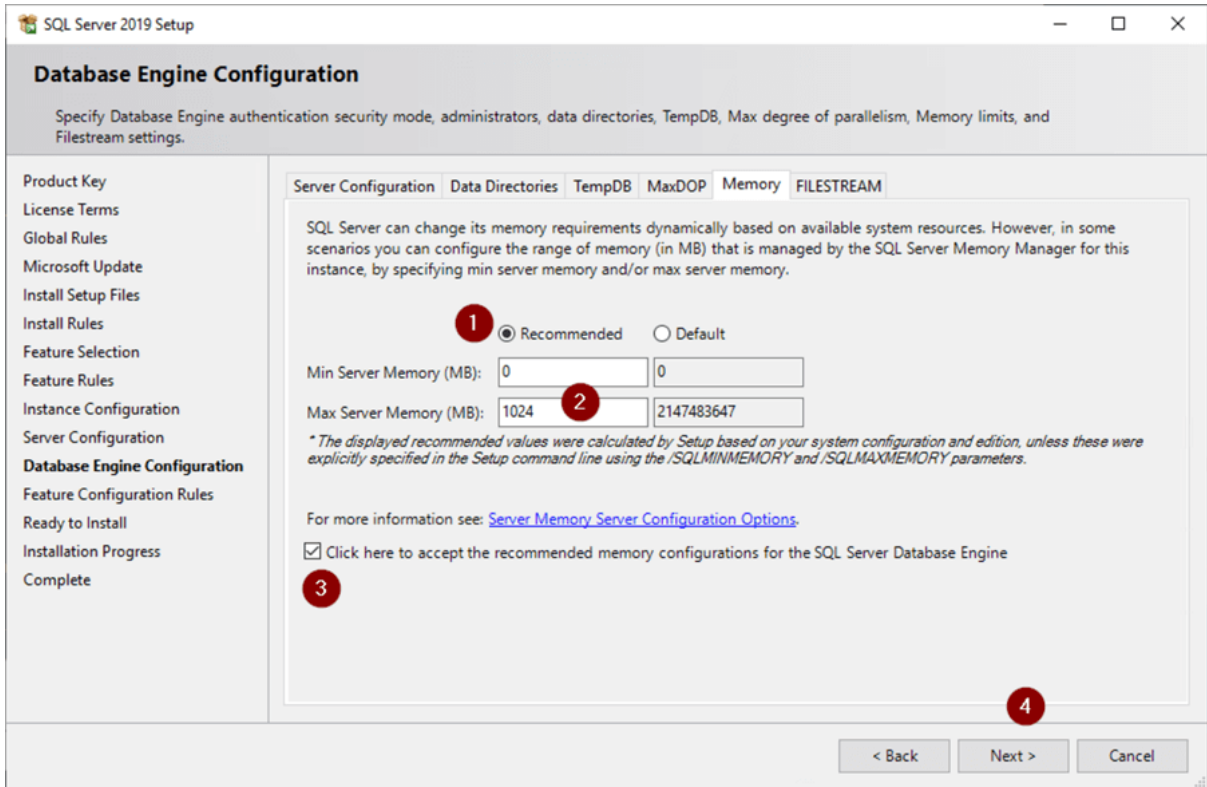 SQL Server 2019 Setup
Database Engine Configuration
Specify Database Engine authentication security mode, administrators, data directories, TempDB, Max degree of parallelism, Memory limits, and
Filestream settings.
Product Key
License Terms
Global Rules
Microsoft Update
Install Setup Files
Install Rules
Feature Selection
Feature Rules
Instance Configuration
Server Configuration
Database Engine Configuration
Feature Configuration Rules
Ready to Install
Installation Progress
Complete
Server Configuration Data Directories TempDB MaxDOP Memory FILESTREAM
SQL Server can change its memory requirements dynamically based on available system resources. However, in some
scenarios you can configure the range of memory (in MB) that is managed by the SQL Server Memory Manager for this
instance, by specifying min server memory and/or max server memory.
1 Recommended Default
Min Server Memory (MB): 0 0
Max Server Memory (MB): 1024 2 2147483647
* The displayed recommended values were calculated by Setup based on your system configuration and edition, unless these were
explicitly specified in the Setup command line using the /SQLMINMEMORY and /SQLMAXMEMORY parameters.
For more information see: Server Memory Server Configuration Options.
Click here to accept the recommended memory configurations for the SQL Server Database Engine
3
4
< Back Next > Cancel